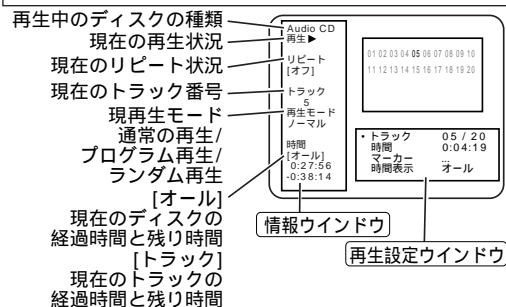 再生中のディスクの種類
現在の再生状況
現在のリピート状況
現在のトラック番号
現再生モード
通常の再生/
プログラム再生/
ランダム再生
[オール]
現在のディスクの
経過時間と残り時間
[トラック]
現在のトラックの
経過時間と残り時間
Audio CD
再生▶
リピート
[オフ]
トラック
5
再生モード
ノーマル
時間
[オール]
0:27:56
-0:38:14
01 02 03 04 05 06 07 08 09 10
11 12 13 14 15 16 17 18 19 20
・トラック 05 / 20
時間 0:04:19
マーカー ...
時間表示 オール
情報ウインドウ
再生設定ウインドウ